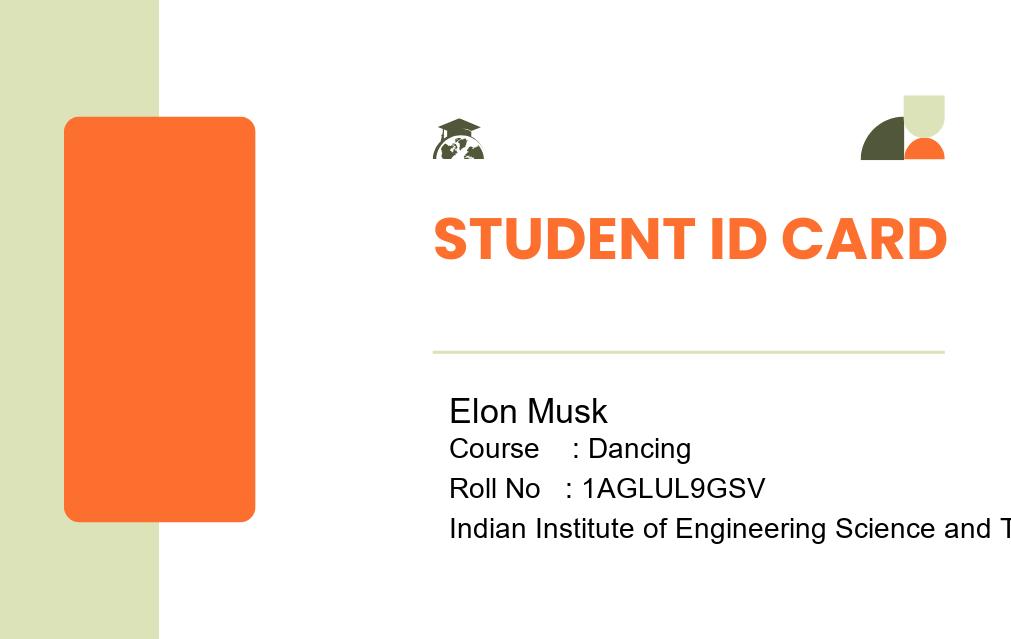 STUDENT ID CARD
Elon Musk
Course : Dancing
Roll No : 1AGLUL9GSV
Indian Institute of Engineering Science and